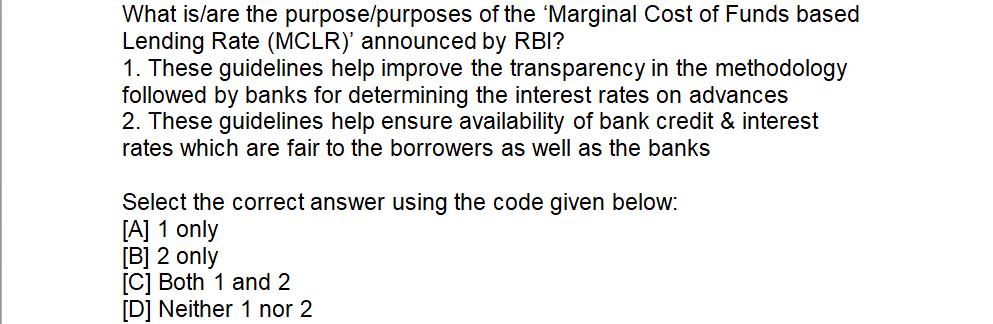 What is/are the purpose/purposes of the ‘Marginal Cost of Funds based
Lending Rate (MCLR)’ announced by RBI?
1. These guidelines help improve the transparency in the methodology
followed by banks for determining the interest rates on advances
2. These guidelines help ensure availability of bank credit & interest
rates which are fair to the borrowers as well as the banks
Select the correct answer using the code given below:
[A] 1 only
[B] 2 only
[C] Both 1 and 2
[D] Neither 1 nor 2